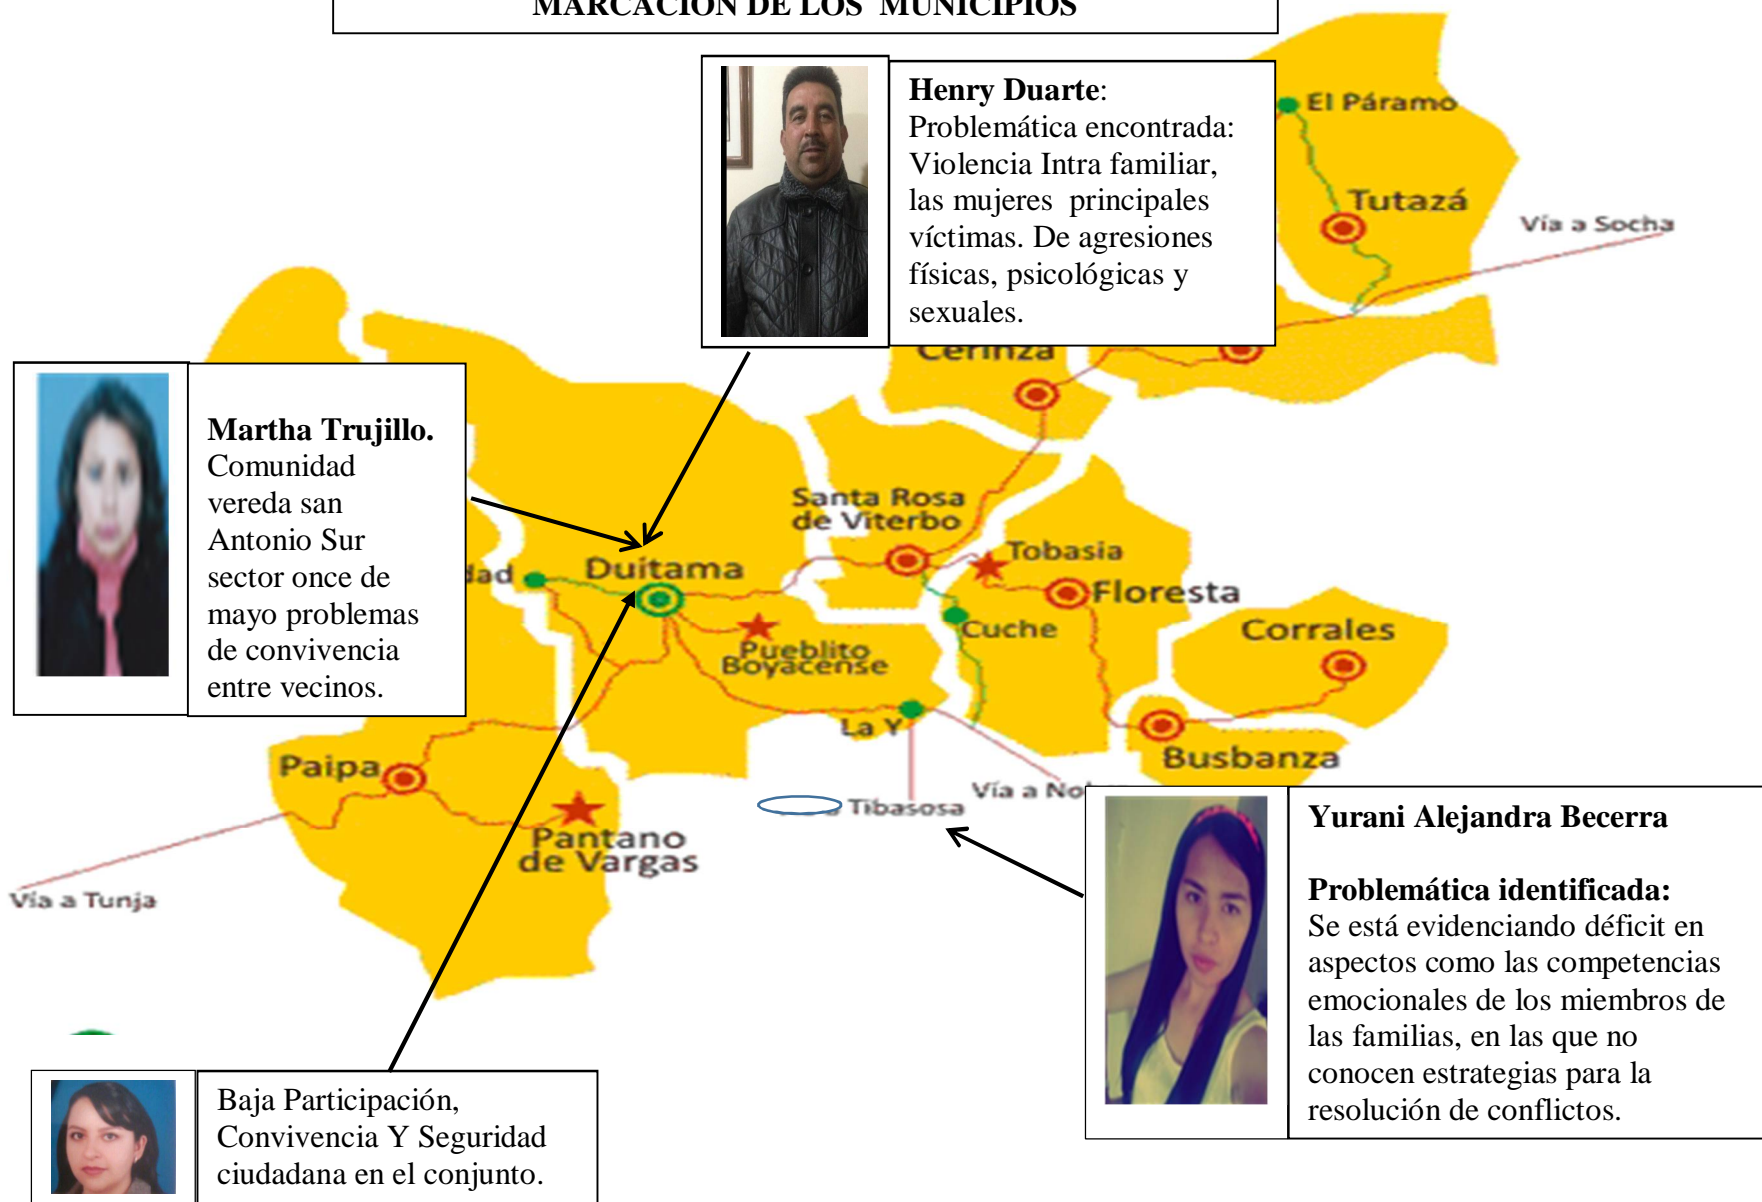 MARCACIÓN DE LOS MUNICIPIOS
Henry Duarte:
Problemática encontrada:
Violencia Intra familiar,
las mujeres principales
víctimas. De agresiones
físicas, psicológicas y
sexuales.
El Páramo
Tutazá
Vía a Socha
Cerinza
Martha Trujillo.
Comunidad
vereda san
Antonio Sur
sector once de
mayo problemas
de convivencia
entre vecinos.
Santa Rosa
de Viterbo
Tobasia
dad
Duitama
Floresta
Cuche
Corrales
Pueblito
Boyacense
La Y
Busbanza
Paipa
Vía a No
a Tibasosa
Pantano
de Vargas
Vía a Tunja
Yurani Alejandra Becerra
Problemática identificada:
Se está evidenciando déficit en
aspectos como las competencias
emocionales de los miembros de
las familias, en las que no
conocen estrategias para la
resolución de conflictos.
Baja Participación,
Convivencia Y Seguridad
ciudadana en el conjunto.